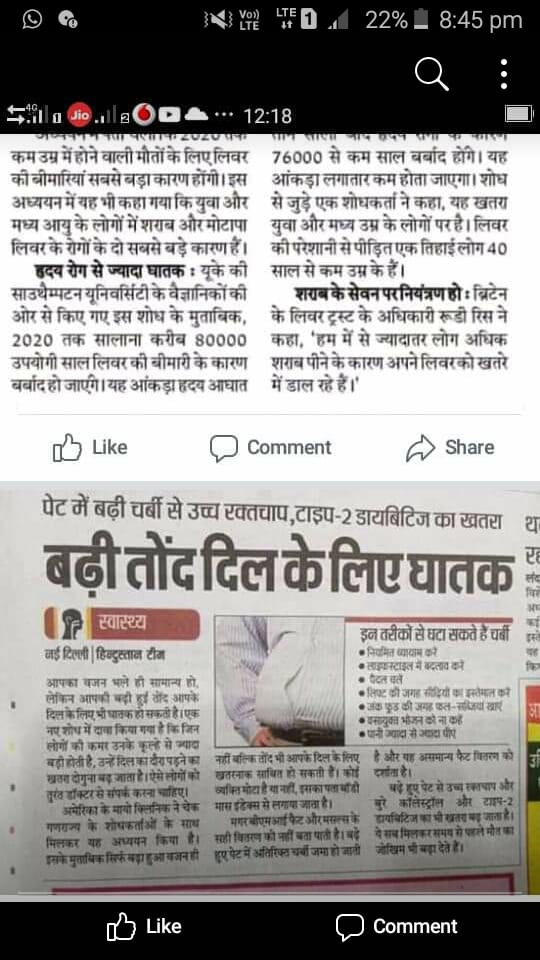 Vo))
LTE
LTE
1
22%
8:45 pm
4G
Jio
2
12:18
अध्ययन में पता चला कि 2020 तक
कम उम्र में होने वाली मौतों के लिए लिवर
की बीमारियां सबसे बड़ा कारण होंगी। इस
अध्ययन में यह भी कहा गया कि युवा और
मध्य आयु के लोगों में शराब और मोटापा
लिवर के रोगों के दो सबसे बड़े कारण हैं।
हृदय रोग से ज्यादा घातक : यूके की
साउथैम्पटन यूनिवर्सिटी के वैज्ञानिकों की
ओर से किए गए इस शोध के मुताबिक,
2020 तक सालाना करीब 80000
उपयोगी साल लिवर की बीमारी के कारण
बर्बाद हो जाएंगे। यह आंकड़ा हृदय आघात
76000 से कम साल बर्बाद होंगे। यह
आंकड़ा लगातार कम होता जाएगा। शोध
से जुड़े एक शोधकर्ता ने कहा, यह खतरा
युवा और मध्य उम्र के लोगों पर है। लिवर
की परेशानी से पीड़ित एक तिहाई लोग 40
साल से कम उम्र के हैं।
शराब के सेवन पर नियंत्रण हो : ब्रिटेन
के लिवर ट्रस्ट के अधिकारी रूडी रिस ने
कहा, 'हम में से ज्यादातर लोग अधिक
शराब पीने के कारण अपने लिवर को खतरे
में डाल रहे हैं।'
Like
Comment
Share
पेट में बढ़ी चर्बी से उच्च रक्तचाप,टाइप-2 डायबिटिज का खतरा
बढ़ी तोंद दिल के लिए घातक
स्वास्थ्य
नई दिल्ली | हिन्दुस्तान टीम
आपका वजन भले ही सामान्य हो,
लेकिन आपकी बढ़ी हुई तोंद आपके
दिल के लिए भी घातक हो सकती है। एक
नए शोध में दावा किया गया है कि जिन
लोगों की कमर उनके कूल्हे से ज्यादा
बड़ी होती है, उन्हें दिल का दौरा पड़ने का
खतरा दोगुना बढ़ जाता है। ऐसे लोगों को
तुरंत डॉक्टर से संपर्क करना चाहिए।
अमेरिका के मायो क्लिनिक ने चेक
गणराज्य के शोधकर्ताओं के साथ
मिलकर यह अध्ययन किया है।
इसके मुताबिक सिर्फ बढ़ा हुआ वजन ही
नहीं बल्कि तोंद भी आपके दिल के लिए
खतरनाक साबित हो सकती है। कोई
व्यक्ति मोटा है या नहीं, इसका पता बॉडी
मास इंडेक्स से लगाया जाता है।
मगर बीएमआई फैट और मसल्स के
सही वितरण को नहीं बता पाती है। बढ़े
हुए पेट में अतिरिक्त चर्बी जमा हो जाती
इन तरीकों से घटा सकते हैं चर्बी
● नियमित व्यायाम करें
● लाइफस्टाइल में बदलाव करें
● पैदल चलें
● लिफ्ट की जगह सीढ़ियों का इस्तेमाल करें
● जंक फूड की जगह फल-सब्जियां खाएं
● वसायुक्त भोजन को ना कहें
● पानी ज्यादा से ज्यादा पीएं
है और यह असमान्य फैट वितरण को
दर्शाता है।
बढ़े हुए पेट से उच्च रक्तचाप और
बुरे कॉलेस्ट्रॉल और टाइप-2
डायबिटिज का भी खतरा बढ़ जाता है।
ये सब मिलकर समय से पहले मौत का
जोखिम भी बढ़ा देते हैं।
Like
Comment